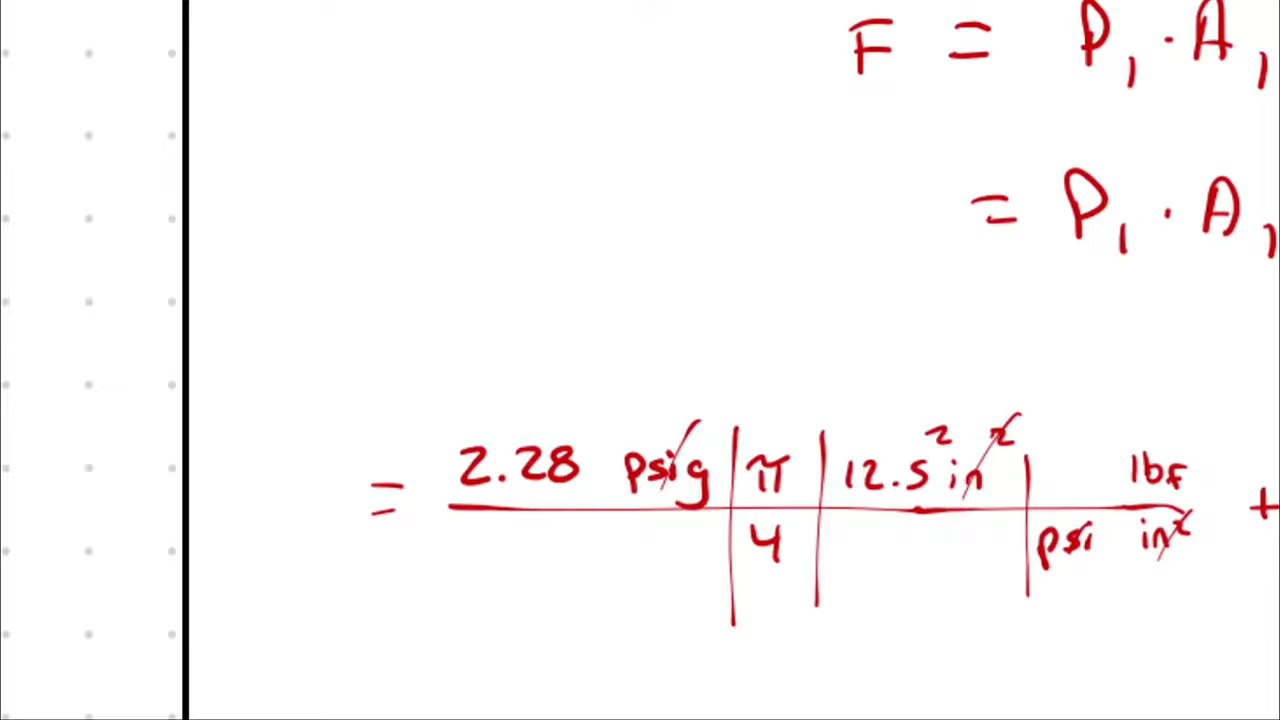 F = P₁ · A₁
= P₁ · A₁
= 2.28 psig | π | 12.5² in² | lbf +
4 | psi in²